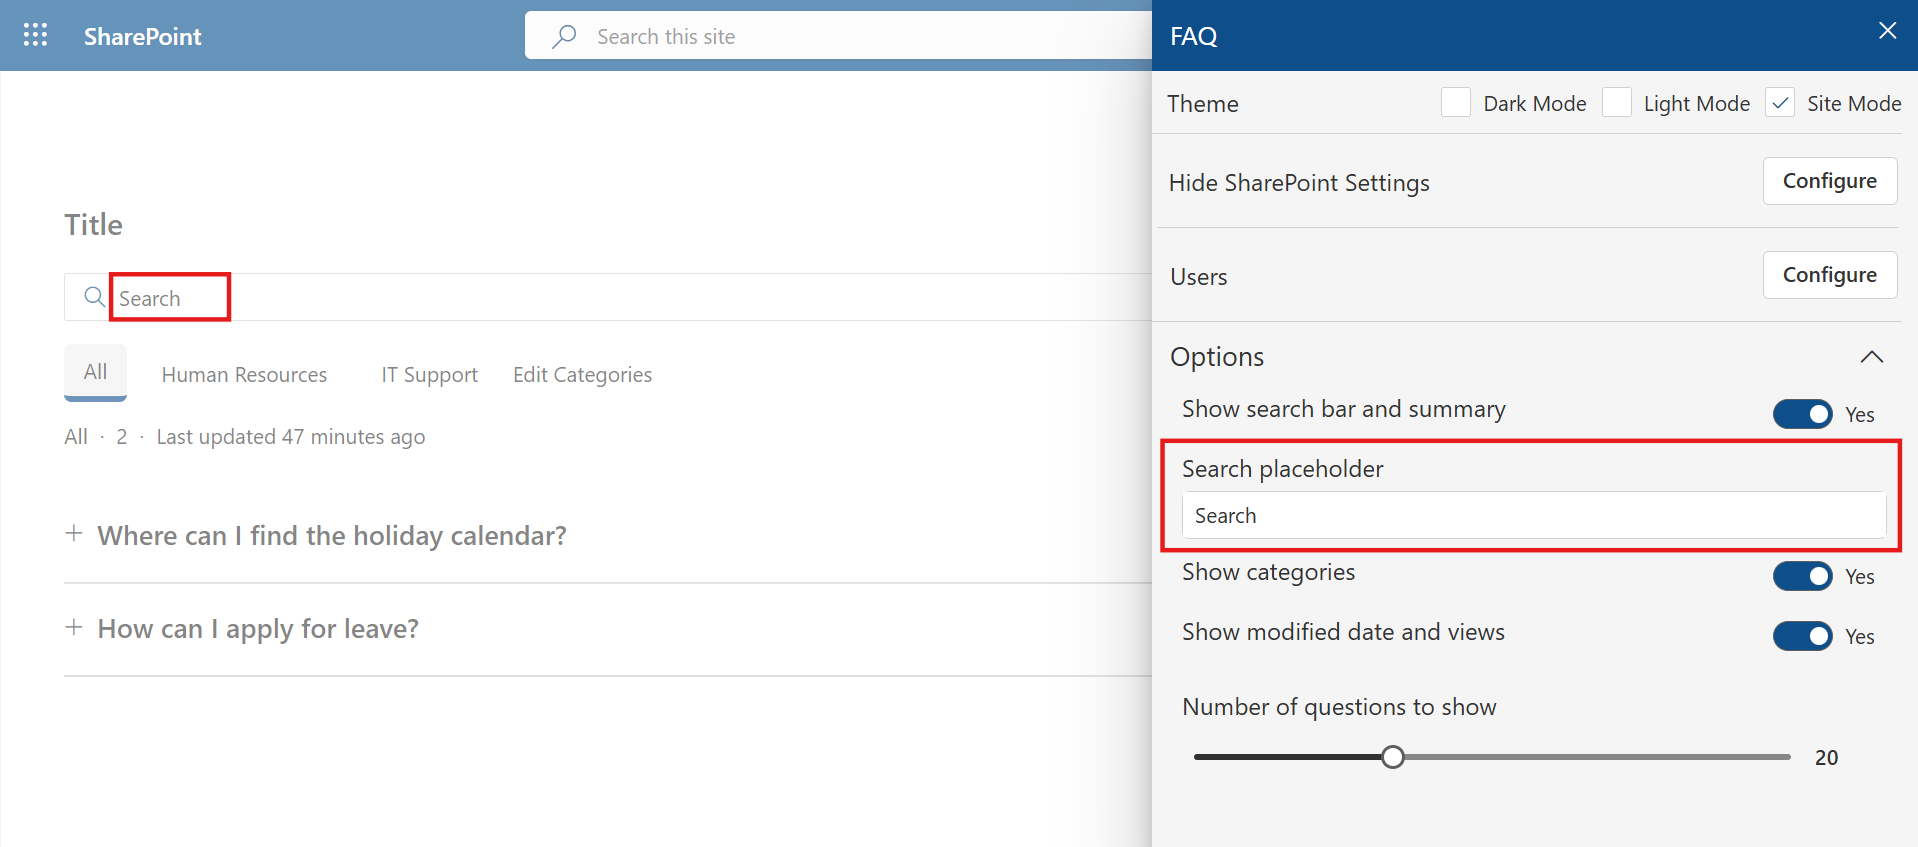 SharePoint
Search this site
Title
Search
All
Human Resources
IT Support
Edit Categories
All · 2 · Last updated 47 minutes ago
+ Where can I find the holiday calendar?
+ How can I apply for leave?
FAQ
Theme
Dark Mode
Light Mode
Site Mode
Hide SharePoint Settings
Configure
Users
Configure
Options
Show search bar and summary
Yes
Search placeholder
Search
Show categories
Yes
Show modified date and views
Yes
Number of questions to show
20